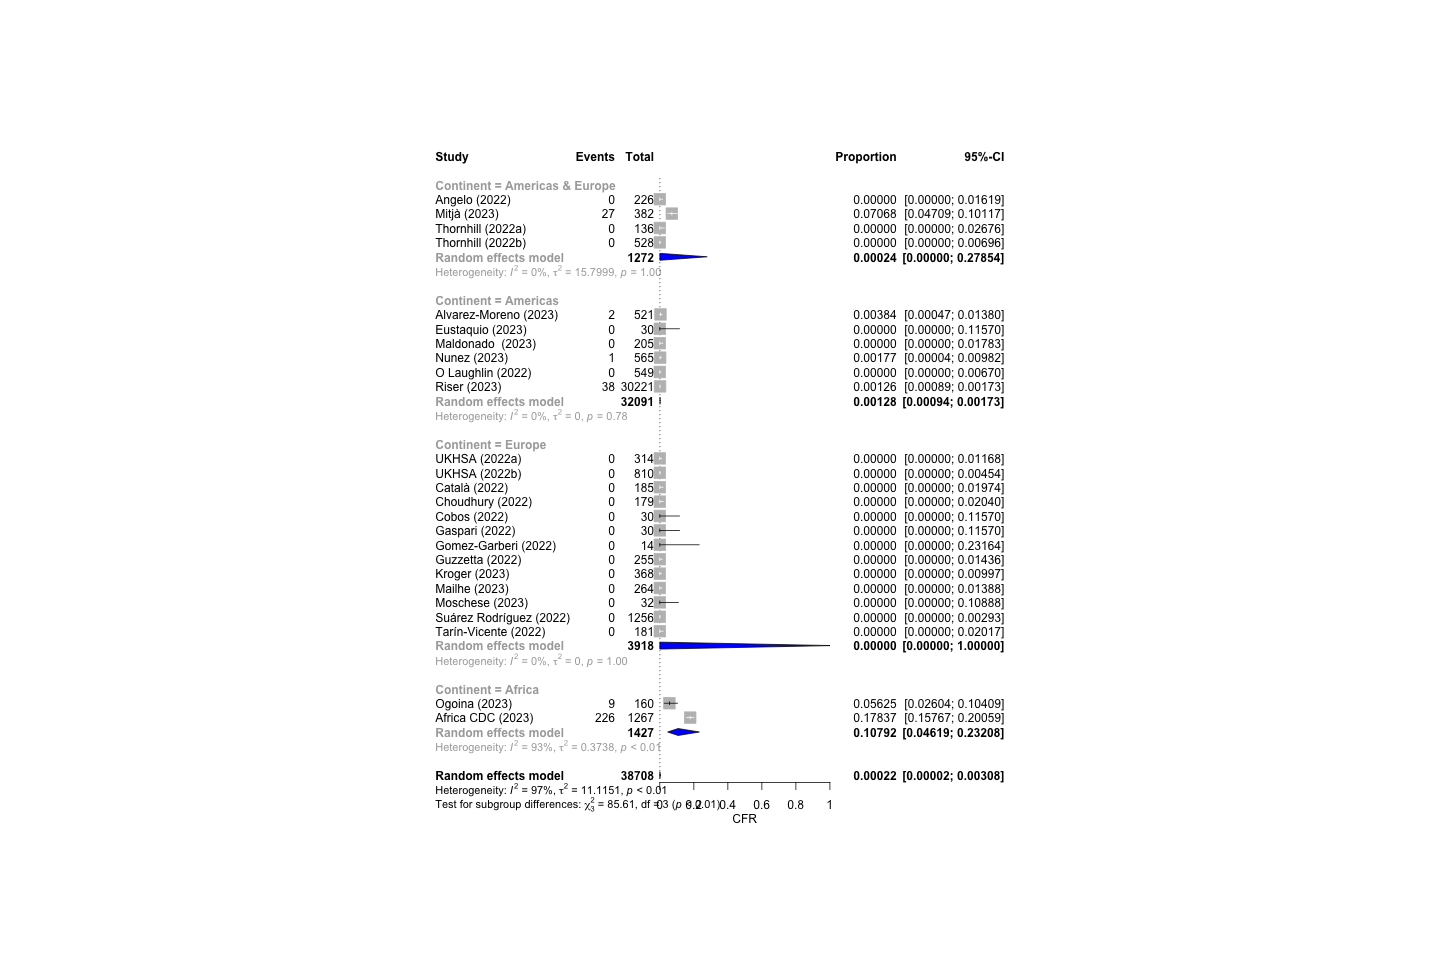 Study Events Total Proportion 95%-CI
Continent = Americas & Europe
Angelo (2022) 0 226 0.00000 [0.00000; 0.01619]
Mitjà (2023) 27 382 0.07068 [0.04709; 0.10117]
Thornhill (2022a) 0 136 0.00000 [0.00000; 0.02676]
Thornhill (2022b) 0 528 0.00000 [0.00000; 0.00696]
Random effects model 1272 0.00024 [0.00000; 0.27854]
Heterogeneity: I² = 0%, τ² = 15.7999, p = 1.00
Continent = Americas
Alvarez-Moreno (2023) 2 521 0.00384 [0.00047; 0.01380]
Eustaquio (2023) 0 30 0.00000 [0.00000; 0.11570]
Maldonado  (2023) 0 205 0.00000 [0.00000; 0.01783]
Nunez (2023) 1 565 0.00177 [0.00004; 0.00982]
O Laughlin (2022) 0 549 0.00000 [0.00000; 0.00670]
Riser (2023) 38 30221 0.00126 [0.00089; 0.00173]
Random effects model 32091 0.00128 [0.00094; 0.00173]
Heterogeneity: I² = 0%, τ² = 0, p = 0.78
Continent = Europe
UKHSA (2022a) 0 314 0.00000 [0.00000; 0.01168]
UKHSA (2022b) 0 810 0.00000 [0.00000; 0.00454]
Català (2022) 0 185 0.00000 [0.00000; 0.01974]
Choudhury (2022) 0 179 0.00000 [0.00000; 0.02040]
Cobos (2022) 0 30 0.00000 [0.00000; 0.11570]
Gaspari (2022) 0 30 0.00000 [0.00000; 0.11570]
Gomez-Garberi (2022) 0 14 0.00000 [0.00000; 0.23164]
Guzzetta (2022) 0 255 0.00000 [0.00000; 0.01436]
Kroger (2023) 0 368 0.00000 [0.00000; 0.00997]
Mailhe (2023) 0 264 0.00000 [0.00000; 0.01388]
Moschese (2023) 0 32 0.00000 [0.00000; 0.10888]
Suárez Rodríguez (2022) 0 1256 0.00000 [0.00000; 0.00293]
Tarín-Vicente (2022) 0 181 0.00000 [0.00000; 0.02017]
Random effects model 3918 0.00000 [0.00000; 1.00000]
Heterogeneity: I² = 0%, τ² = 0, p = 1.00
Continent = Africa
Ogoina (2023) 9 160 0.05625 [0.02604; 0.10409]
Africa CDC (2023) 226 1267 0.17837 [0.15767; 0.20059]
Random effects model 1427 0.10792 [0.04619; 0.23208]
Heterogeneity: I² = 93%, τ² = 0.3738, p < 0.01
Random effects model 38708 0.00022 [0.00002; 0.00308]
Heterogeneity: I² = 97%, τ² = 11.1151, p < 0.01
Test for subgroup differences: χ²₃ = 85.61, df = 3 (p < 0.01)
0 0.2 0.4 0.6 0.8 1
CFR